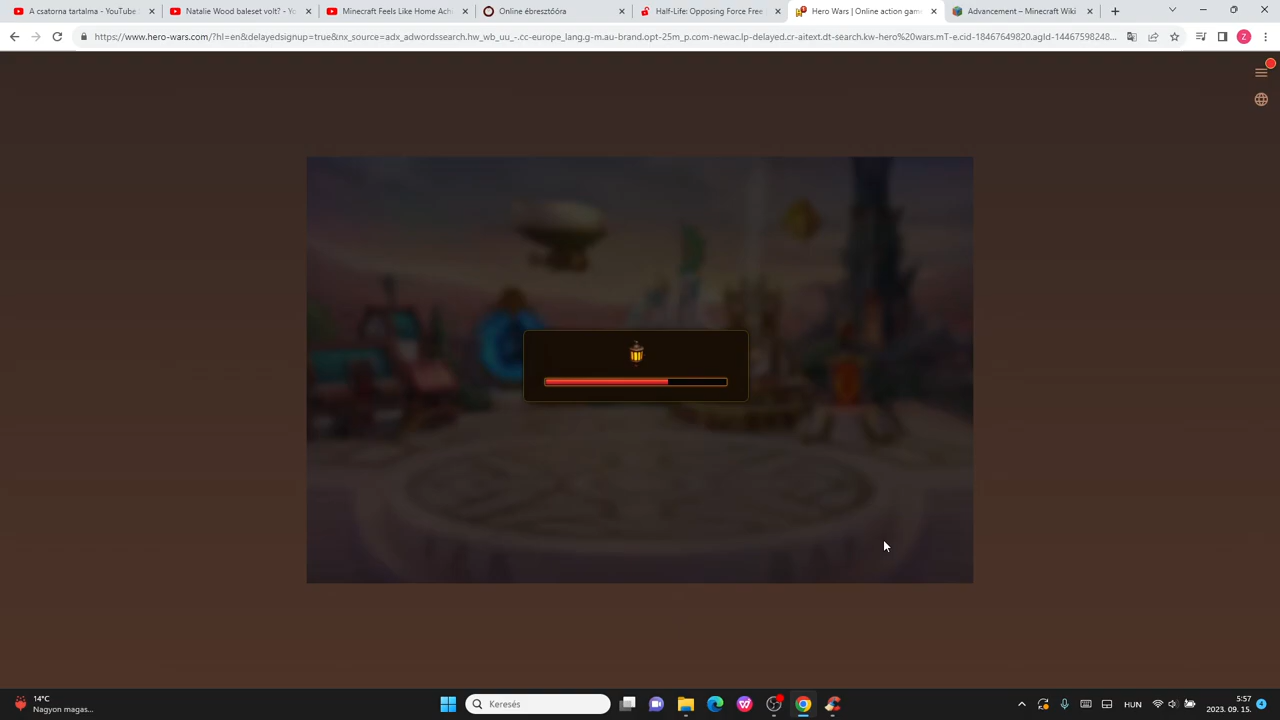 A csatorna tartalma - YouTube
Natalie Wood baleset volt? - Yo
Minecraft Feels Like Home Ach
Online ébresztőóra
Half-Life: Opposing Force Free
Hero Wars | Online action gam
Advancement – Minecraft Wiki
https://www.hero-wars.com/?hl=en&delayedsignup=true&nx_source=adx_adwordssearch.hw_wb_uu_-.cc-europe_lang.g-m.au-brand.opt-25m_p.com-newac.lp-delayed.cr-aitext.dt-search.kw-hero%20wars.mT-e.cid-18467649820.agId-14467598248...
Z
14°C
Nagyon magas...
Keresés
HUN
5:57
2023. 09. 15.
4